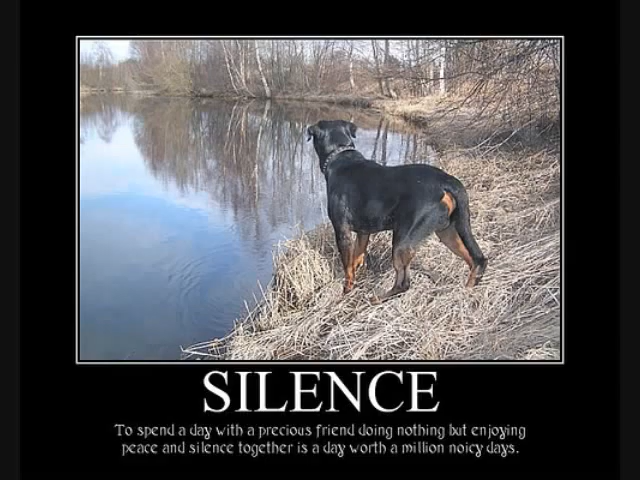 SILENCE
To spend a day with a precious friend doing nothing but enjoying
peace and silence together is a day worth a million noicy days.